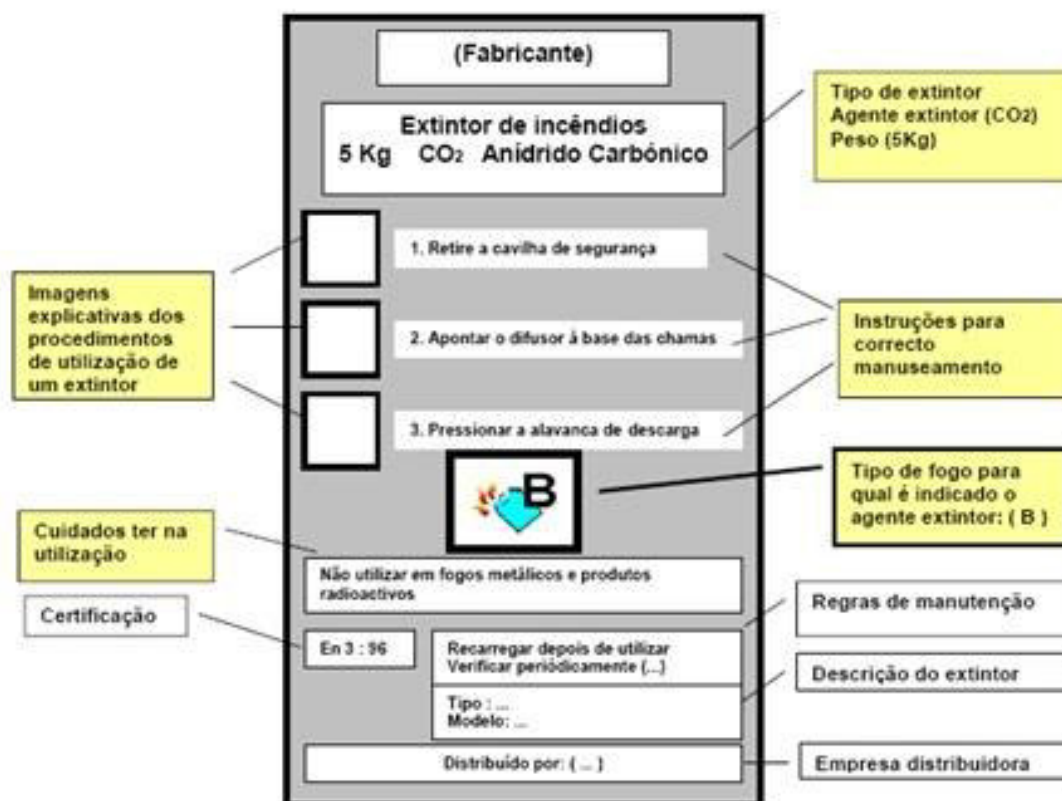 (Fabricante)
Extintor de incêndios
5 Kg CO2 Anídrido Carbónico
Tipo de extintor
Agente extintor (CO2)
Peso (5Kg)
1. Retire a cavilha de segurança
2. Apontar o difusor à base das chamas
3. Pressionar a alavanca de descarga
Imagens
explicativas dos
procedimentos
de utilização de
um extintor
Instruções para
correcto
manuseamento
B
Tipo de fogo para
qual é indicado o
agente extintor: ( B )
Cuidados ter na
utilização
Não utilizar em fogos metálicos e produtos
radioactivos
Certificação
En 3 : 96
Recarregar depois de utilizar
Verificar periódicamente (...)
Regras de manutenção
Tipo : ...
Modelo: ...
Descrição do extintor
Distribuído por: ( ... )
Empresa distribuidora